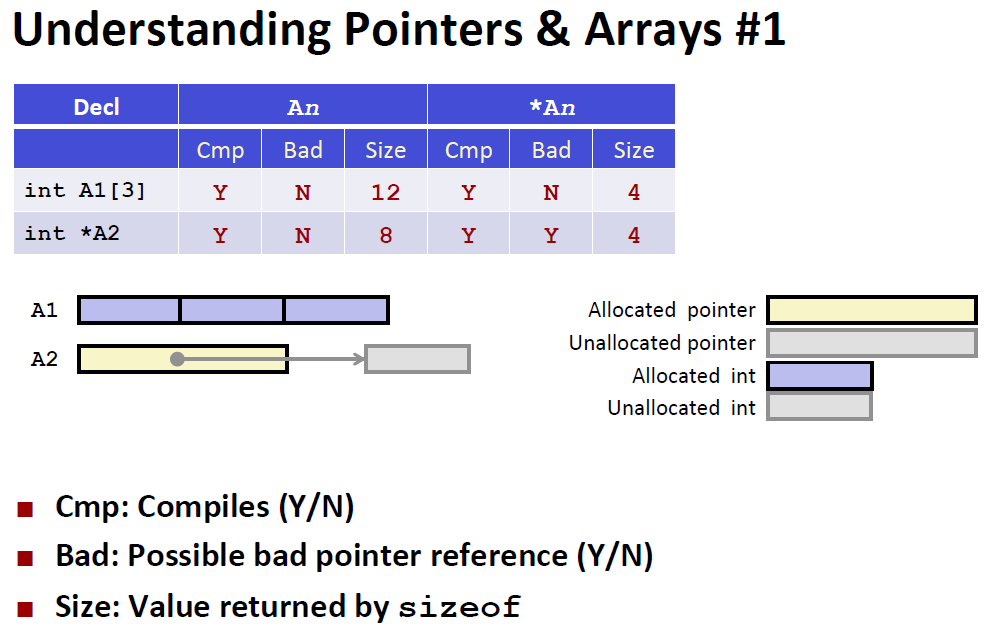 Understanding Pointers & Arrays #1
Decl An *An
Cmp Bad Size Cmp Bad Size
int A1[3] Y N 12 Y N 4
int *A2 Y N 8 Y Y 4
A1
A2
Allocated pointer
Unallocated pointer
Allocated int
Unallocated int
Cmp: Compiles (Y/N)
Bad: Possible bad pointer reference (Y/N)
Size: Value returned by sizeof